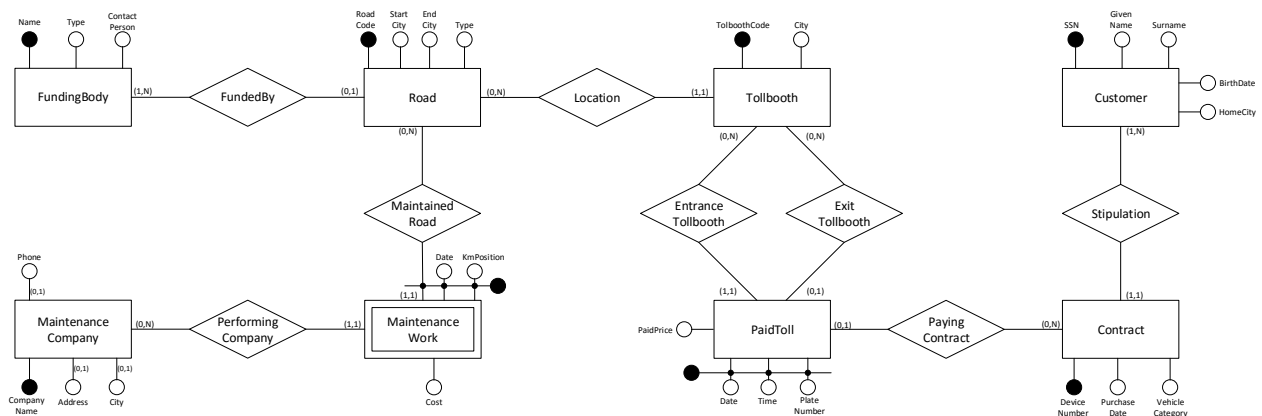 Name
Type
Contact
Person
Road
Code
Start
City
End
City
Type
TolboothCode
City
SSN
Given
Name
Surname
FundingBody
(1,N)
FundedBy
(0,1)
Road
(0,N)
Location
(1,1)
Tollbooth
Customer
BirthDate
HomeCity
(0,N)
(0,N)
(0,N)
(1,N)
Maintained
Road
Entrance
Tollbooth
Exit
Tollbooth
Stipulation
Phone
(0,1)
Date
KmPosition
(1,1)
(1,1)
(0,1)
(1,1)
Maintenance
Company
(0,N)
Performing
Company
(1,1)
Maintenance
Work
PaidPrice
PaidToll
(0,1)
Paying
Contract
(0,N)
Contract
(0,1)
(0,1)
Company
Name
Address
City
Cost
Date
Time
Plate
Number
Device
Number
Purchase
Date
Vehicle
Category